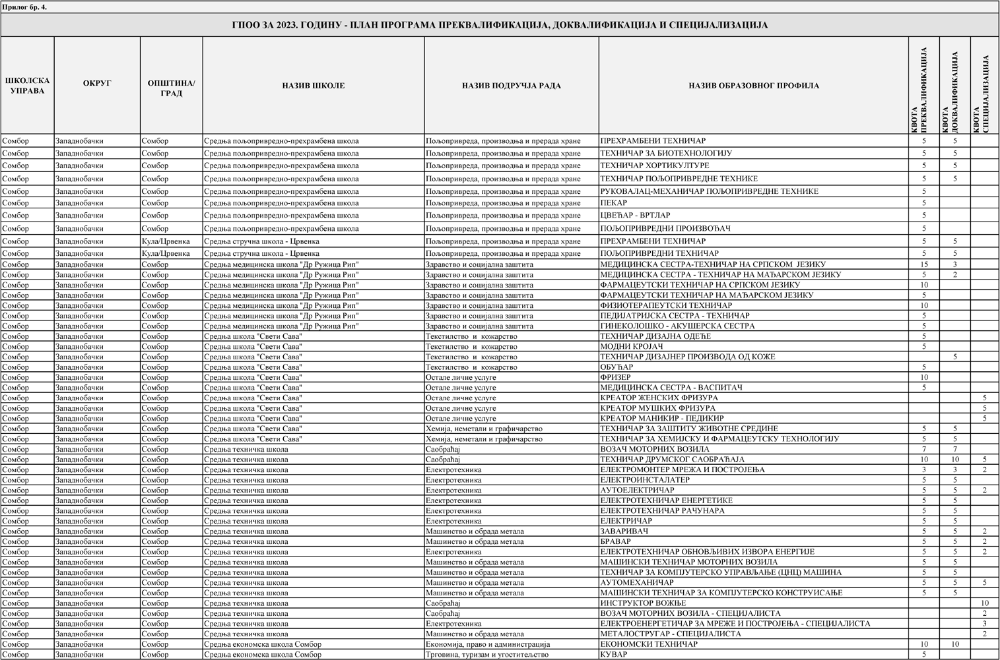 Прилог бр. 4.
ГПОО ЗА 2023. ГОДИНУ - ПЛАН ПРОГРАМА ПРЕКВАЛИФИКАЦИЈА, ДОКВАЛИФИКАЦИЈА И СПЕЦИЈАЛИЗАЦИЈА
ШКОЛСКА УПРАВА ОКРУГ ОПШТИНА/ ГРАД НАЗИВ ШКОЛЕ НАЗИВ ПОДРУЧЈА РАДА НАЗИВ ОБРАЗОВНОГ ПРОФИЛА КВОТА ПРЕКВАЛИФИКАЦИЈА КВОТА ДОКВАЛИФИКАЦИЈА КВОТА СПЕЦИЈАЛИЗАЦИЈА
Сомбор Западнобачки Сомбор Средња пољопривредно-прехрамбена школа Пољопривреда, производња и прерада хране ПРЕХРАМБЕНИ ТЕХНИЧАР 5 5
Сомбор Западнобачки Сомбор Средња пољопривредно-прехрамбена школа Пољопривреда, производња и прерада хране ТЕХНИЧАР ЗА БИОТЕХНОЛОГИЈУ 5 5
Сомбор Западнобачки Сомбор Средња пољопривредно-прехрамбена школа Пољопривреда, производња и прерада хране ТЕХНИЧАР ХОРТИКУЛТУРЕ 5 5
Сомбор Западнобачки Сомбор Средња пољопривредно-прехрамбена школа Пољопривреда, производња и прерада хране ТЕХНИЧАР ПОЉОПРИВРЕДНЕ ТЕХНИКЕ 5 5
Сомбор Западнобачки Сомбор Средња пољопривредно-прехрамбена школа Пољопривреда, производња и прерада хране РУКОВАЛАЦ-МЕХАНИЧАР ПОЉОПРИВРЕДНЕ ТЕХНИКЕ 5
Сомбор Западнобачки Сомбор Средња пољопривредно-прехрамбена школа Пољопривреда, производња и прерада хране ПЕКАР 5
Сомбор Западнобачки Сомбор Средња пољопривредно-прехрамбена школа Пољопривреда, производња и прерада хране ЦВЕЋАР - ВРТЛАР 5
Сомбор Западнобачки Сомбор Средња пољопривредно-прехрамбена школа Пољопривреда, производња и прерада хране ПОЉОПРИВРЕДНИ ПРОИЗВОЂАЧ 5
Сомбор Западнобачки Кула/Црвенка Средња стручна школа - Црвенка Пољопривреда, производња и прерада хране ПРЕХРАМБЕНИ ТЕХНИЧАР 5 5
Сомбор Западнобачки Кула/Црвенка Средња стручна школа - Црвенка Пољопривреда, производња и прерада хране ПОЉОПРИВРЕДНИ ТЕХНИЧАР 5 5
Сомбор Западнобачки Сомбор Средња медицинска школа "Др Ружица Рип" Здравство и социјална заштита МЕДИЦИНСКА СЕСТРА-ТЕХНИЧАР НА СРПСКОМ ЈЕЗИКУ 15 3
Сомбор Западнобачки Сомбор Средња медицинска школа "Др Ружица Рип" Здравство и социјална заштита МЕДИЦИНСКА СЕСТРА - ТЕХНИЧАР НА МАЂАРСКОМ ЈЕЗИКУ 5 2
Сомбор Западнобачки Сомбор Средња медицинска школа "Др Ружица Рип" Здравство и социјална заштита ФАРМАЦЕУТСКИ ТЕХНИЧАР НА СРПСКОМ ЈЕЗИКУ 10
Сомбор Западнобачки Сомбор Средња медицинска школа "Др Ружица Рип" Здравство и социјална заштита ФАРМАЦЕУТСКИ ТЕХНИЧАР НА МАЂАРСКОМ ЈЕЗИКУ 5
Сомбор Западнобачки Сомбор Средња медицинска школа "Др Ружица Рип" Здравство и социјална заштита ФИЗИОТЕРАПЕУТСКИ ТЕХНИЧАР 10
Сомбор Западнобачки Сомбор Средња медицинска школа "Др Ружица Рип" Здравство и социјална заштита ПЕДИЈАТРИЈСКА СЕСТРА - ТЕХНИЧАР 5
Сомбор Западнобачки Сомбор Средња медицинска школа "Др Ружица Рип" Здравство и социјална заштита ГИНЕКОЛОШКО - АКУШЕРСКА СЕСТРА 5
Сомбор Западнобачки Сомбор Средња школа "Свети Сава" Текстилство и кожарство ТЕХНИЧАР ДИЗАЈНА ОДЕЋЕ 5
Сомбор Западнобачки Сомбор Средња школа "Свети Сава" Текстилство и кожарство МОДНИ КРОЈАЧ 5
Сомбор Западнобачки Сомбор Средња школа "Свети Сава" Текстилство и кожарство ТЕХНИЧАР ДИЗАЈНЕР ПРОИЗВОДА ОД КОЖЕ 5
Сомбор Западнобачки Сомбор Средња школа "Свети Сава" Текстилство и кожарство ОБУЋАР 5
Сомбор Западнобачки Сомбор Средња школа "Свети Сава" Остале личне услуге ФРИЗЕР 10
Сомбор Западнобачки Сомбор Средња школа "Свети Сава" Остале личне услуге МЕДИЦИНСКА СЕСТРА - ВАСПИТАЧ 5
Сомбор Западнобачки Сомбор Средња школа "Свети Сава" Остале личне услуге КРЕАТОР ЖЕНСКИХ ФРИЗУРА 5
Сомбор Западнобачки Сомбор Средња школа "Свети Сава" Остале личне услуге КРЕАТОР МУШКИХ ФРИЗУРА 5
Сомбор Западнобачки Сомбор Средња школа "Свети Сава" Остале личне услуге КРЕАТОР МАНИКИР - ПЕДИКИР 5
Сомбор Западнобачки Сомбор Средња школа "Свети Сава" Хемија, неметали и графичарство ТЕХНИЧАР ЗА ЗАШТИТУ ЖИВОТНЕ СРЕДИНЕ 5 5
Сомбор Западнобачки Сомбор Средња школа "Свети Сава" Хемија, неметали и графичарство ТЕХНИЧАР ЗА ХЕМИЈСКУ И ФАРМАЦЕУТСКУ ТЕХНОЛОГИЈУ 5 5
Сомбор Западнобачки Сомбор Средња техничка школа Саобраћај ВОЗАЧ МОТОРНИХ ВОЗИЛА 7 7
Сомбор Западнобачки Сомбор Средња техничка школа Саобраћај ТЕХНИЧАР ДРУМСКОГ САОБРАЋАЈА 10 10 5
Сомбор Западнобачки Сомбор Средња техничка школа Електротехника ЕЛЕКТРОМОНТЕР МРЕЖА И ПОСТРОЈЕЊА 3 3 2
Сомбор Западнобачки Сомбор Средња техничка школа Електротехника ЕЛЕКТРОИНСТАЛАТЕР 5 5
Сомбор Западнобачки Сомбор Средња техничка школа Електротехника АУТОЕЛЕКТРИЧАР 5 5 2
Сомбор Западнобачки Сомбор Средња техничка школа Електротехника ЕЛЕКТРОТЕХНИЧАР ЕНЕРГЕТИКЕ 5 5
Сомбор Западнобачки Сомбор Средња техничка школа Електротехника ЕЛЕКТРОТЕХНИЧАР РАЧУНАРА 5 5
Сомбор Западнобачки Сомбор Средња техничка школа Електротехника ЕЛЕКТРИЧАР 5 5
Сомбор Западнобачки Сомбор Средња техничка школа Машинство и обрада метала ЗАВАРИВАЧ 5 5 2
Сомбор Западнобачки Сомбор Средња техничка школа Машинство и обрада метала БРАВАР 5 5 2
Сомбор Западнобачки Сомбор Средња техничка школа Електротехника ЕЛЕКТРОТЕХНИЧАР ОБНОВЉИВИХ ИЗВОРА ЕНЕРГИЈЕ 5 5 2
Сомбор Западнобачки Сомбор Средња техничка школа Машинство и обрада метала МАШИНСКИ ТЕХНИЧАР МОТОРНИХ ВОЗИЛА 5 5
Сомбор Западнобачки Сомбор Средња техничка школа Машинство и обрада метала ТЕХНИЧАР ЗА КОМПЈУТЕРСКО УПРАВЉАЊЕ (ЦНЦ) МАШИНА 5 5
Сомбор Западнобачки Сомбор Средња техничка школа Машинство и обрада метала АУТОМЕХАНИЧАР 5 5 5
Сомбор Западнобачки Сомбор Средња техничка школа Машинство и обрада метала МАШИНСКИ ТЕХНИЧАР ЗА КОМПЈУТЕРСКО КОНСТРУИСАЊЕ 5 5
Сомбор Западнобачки Сомбор Средња техничка школа Саобраћај ИНСТРУКТОР ВОЖЊЕ 10
Сомбор Западнобачки Сомбор Средња техничка школа Саобраћај ВОЗАЧ МОТОРНИХ ВОЗИЛА - СПЕЦИЈАЛИСТА 2
Сомбор Западнобачки Сомбор Средња техничка школа Електротехника ЕЛЕКТРОЕНЕРГЕТИЧАР ЗА МРЕЖЕ И ПОСТРОЈЕЊА - СПЕЦИЈАЛИСТА 3
Сомбор Западнобачки Сомбор Средња техничка школа Машинство и обрада метала МЕТАЛОСТРУГАР - СПЕЦИЈАЛИСТА 2
Сомбор Западнобачки Сомбор Средња економска школа Сомбор Економија, право и администрација ЕКОНОМСКИ ТЕХНИЧАР 10 10
Сомбор Западнобачки Сомбор Средња економска школа Сомбор Трговина, туризам и угоститељство КУВАР 5